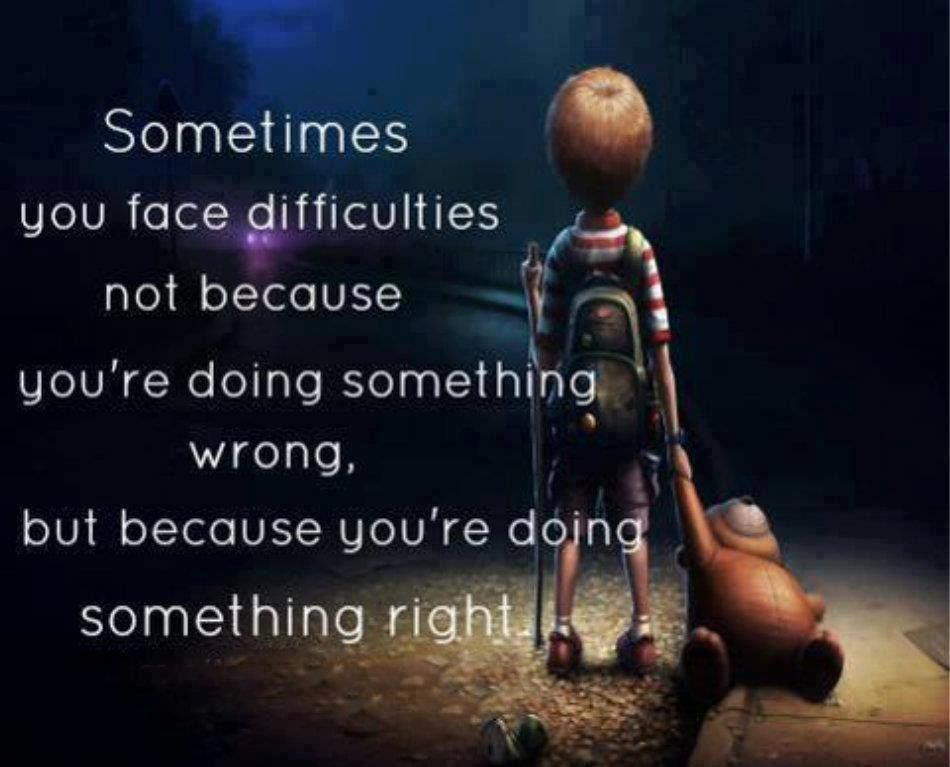 Sometimes
you face difficulties
not because
you're doing something
wrong,
but because you're doing
something right..